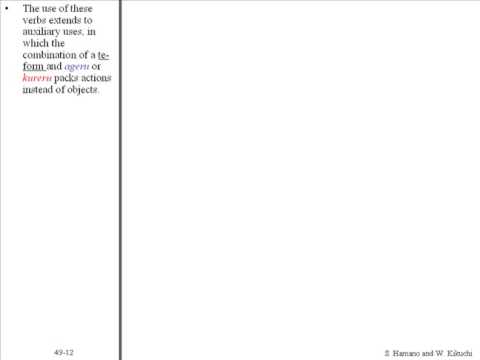 • The use of these
verbs extends to
auxiliary uses, in
which the
combination of a te-
form and ageru or
kureru packs actions
instead of objects.
49-12
S. Hamano and W. Kikuchi